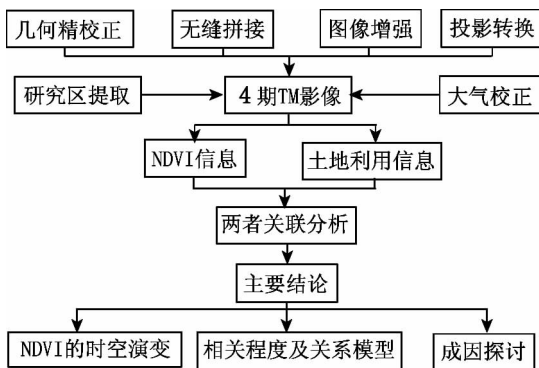 几何精校正
无缝拼接
图像增强
投影转换
研究区提取
4期TM影像
大气校正
NDVI信息
土地利用信息
两者关联分析
主要结论
NDVI的时空演变
相关程度及关系模型
成因探讨